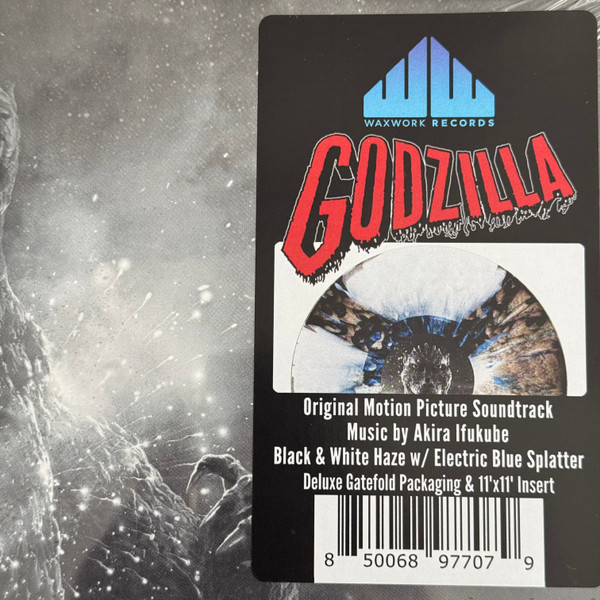 WAXWORK RECORDS
GODZILLA
Original Motion Picture Soundtrack
Music by Akira Ifukube
Black & White Haze w/ Electric Blue Splatter
Deluxe Gatefold Packaging & 11'x11' Insert
8 50068 97707 9